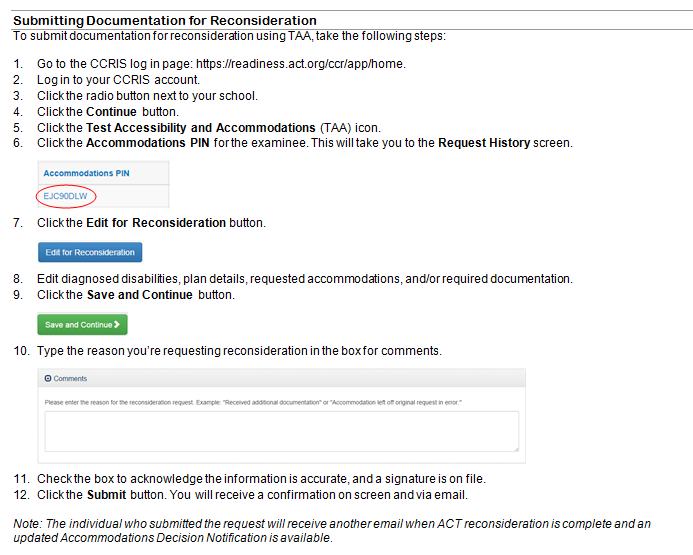 Submitting Documentation for Reconsideration
To submit documentation for reconsideration using TAA, take the following steps:
1. Go to the CCRIS log in page: https://readiness.act.org/ccr/app/home.
2. Log in to your CCRIS account.
3. Click the radio button next to your school.
4. Click the Continue button.
5. Click the Test Accessibility and Accommodations (TAA) icon.
6. Click the Accommodations PIN for the examinee. This will take you to the Request History screen.
Accommodations PIN
EJC90DLW
7. Click the Edit for Reconsideration button.
Edit for Reconsideration
8. Edit diagnosed disabilities, plan details, requested accommodations, and/or required documentation.
9. Click the Save and Continue button.
Save and Continue
10. Type the reason you're requesting reconsideration in the box for comments.
Comments
Please enter the reason for the reconsideration request. Example: "Received additional documentation" or "Accommodation left off original request in error."
11. Check the box to acknowledge the information is accurate, and a signature is on file.
12. Click the Submit button. You will receive a confirmation on screen and via email.
Note: The individual who submitted the request will receive another email when ACT reconsideration is complete and an
updated Accommodations Decision Notification is available.